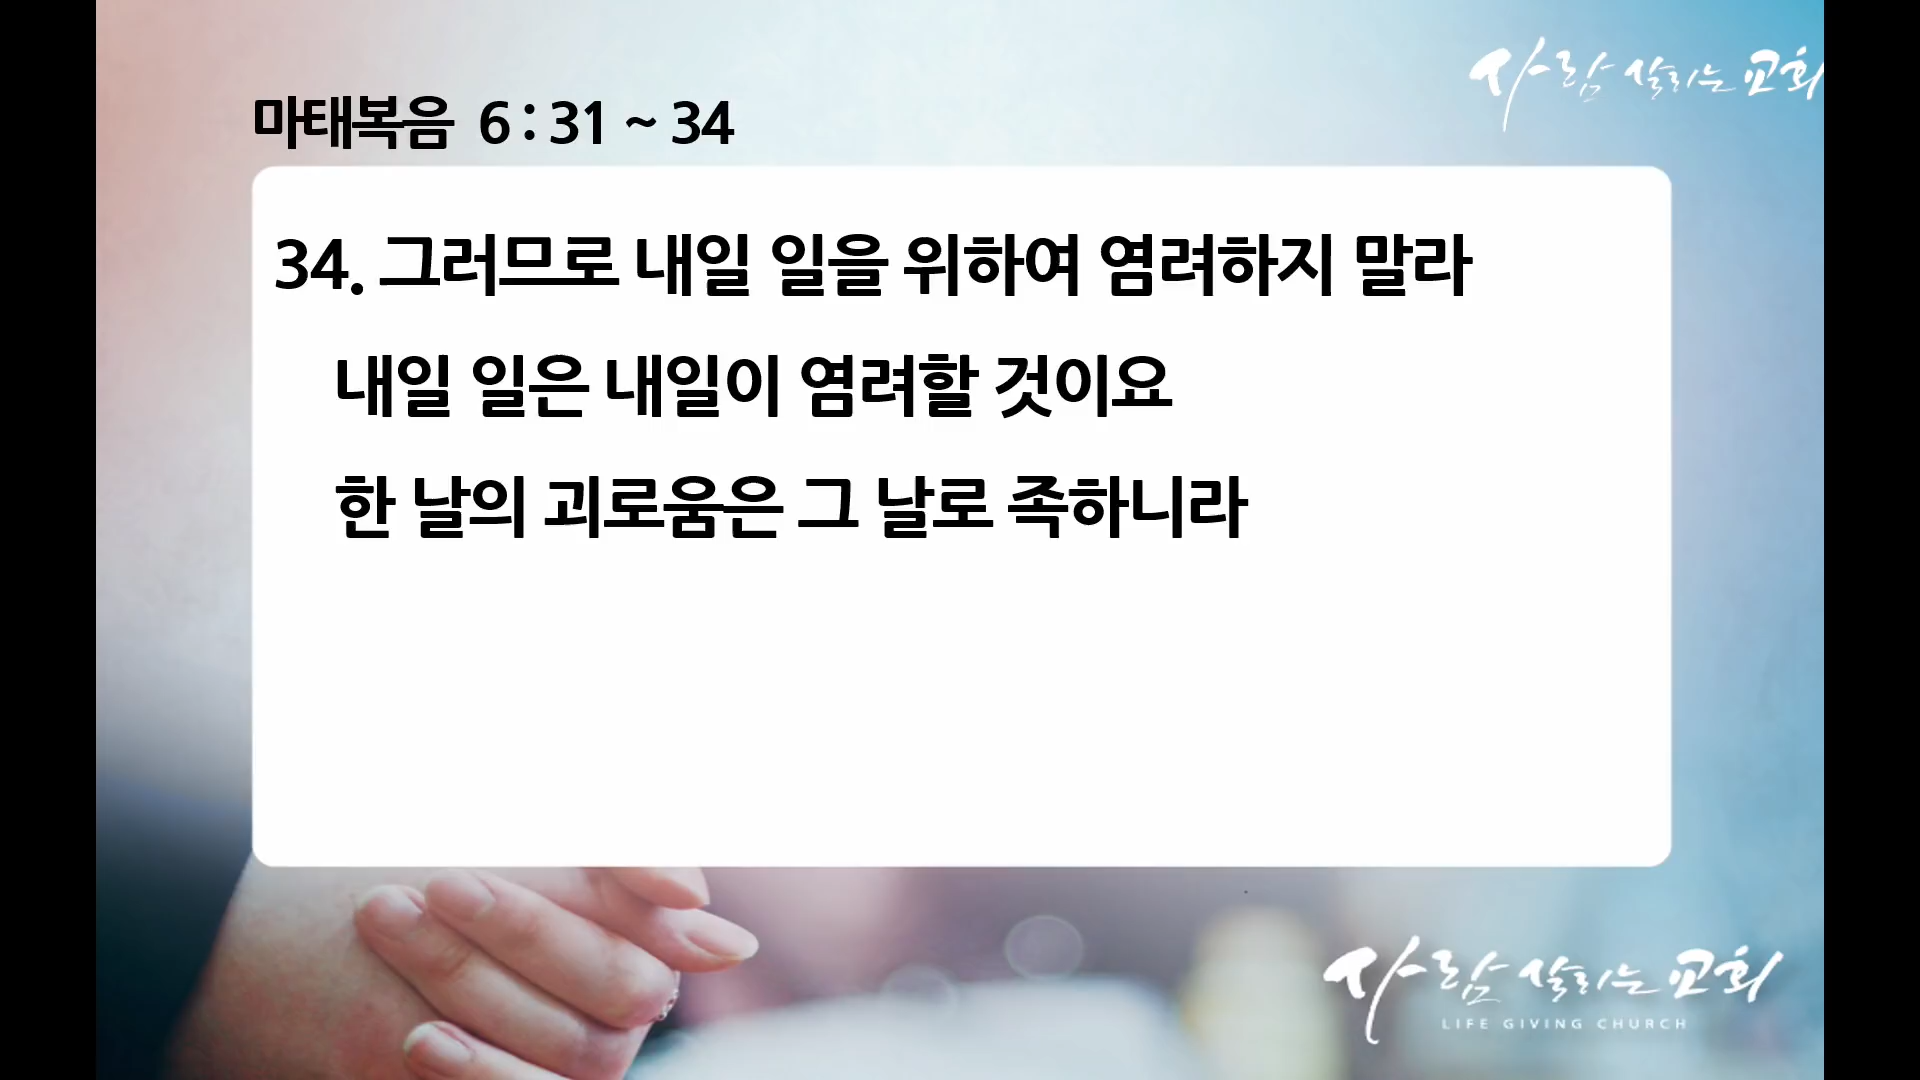 사람 살리는 교회
마태복음 6 : 31 ~ 34
34. 그러므로 내일 일을 위하여 염려하지 말라
내일 일은 내일이 염려할 것이요
한 날의 괴로움은 그 날로 족하니라
사람 살리는 교회
LIFE GIVING CHURCH